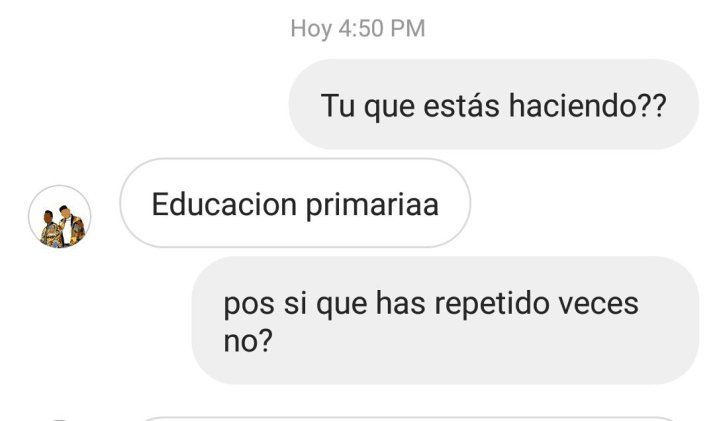 Hoy 4:50 PM
Tu que estás haciendo??
Educacion primariaa
pos si que has repetido veces
no?